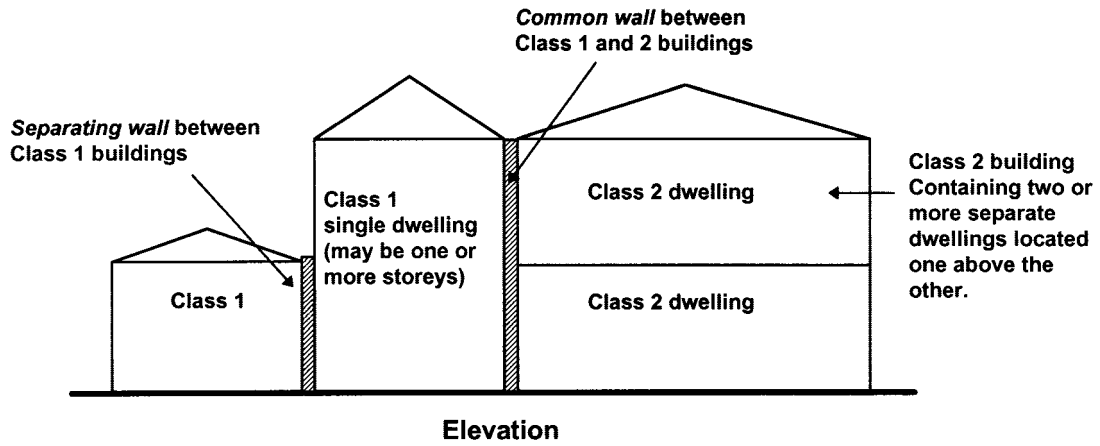 Common wall between
Class 1 and 2 buildings
Separating wall between
Class 1 buildings
Class 1
single dwelling
(may be one or
more storeys)
Class 1
Class 2 dwelling
Class 2 dwelling
Class 2 building
Containing two or
more separate
dwellings located
one above the
other.
Elevation